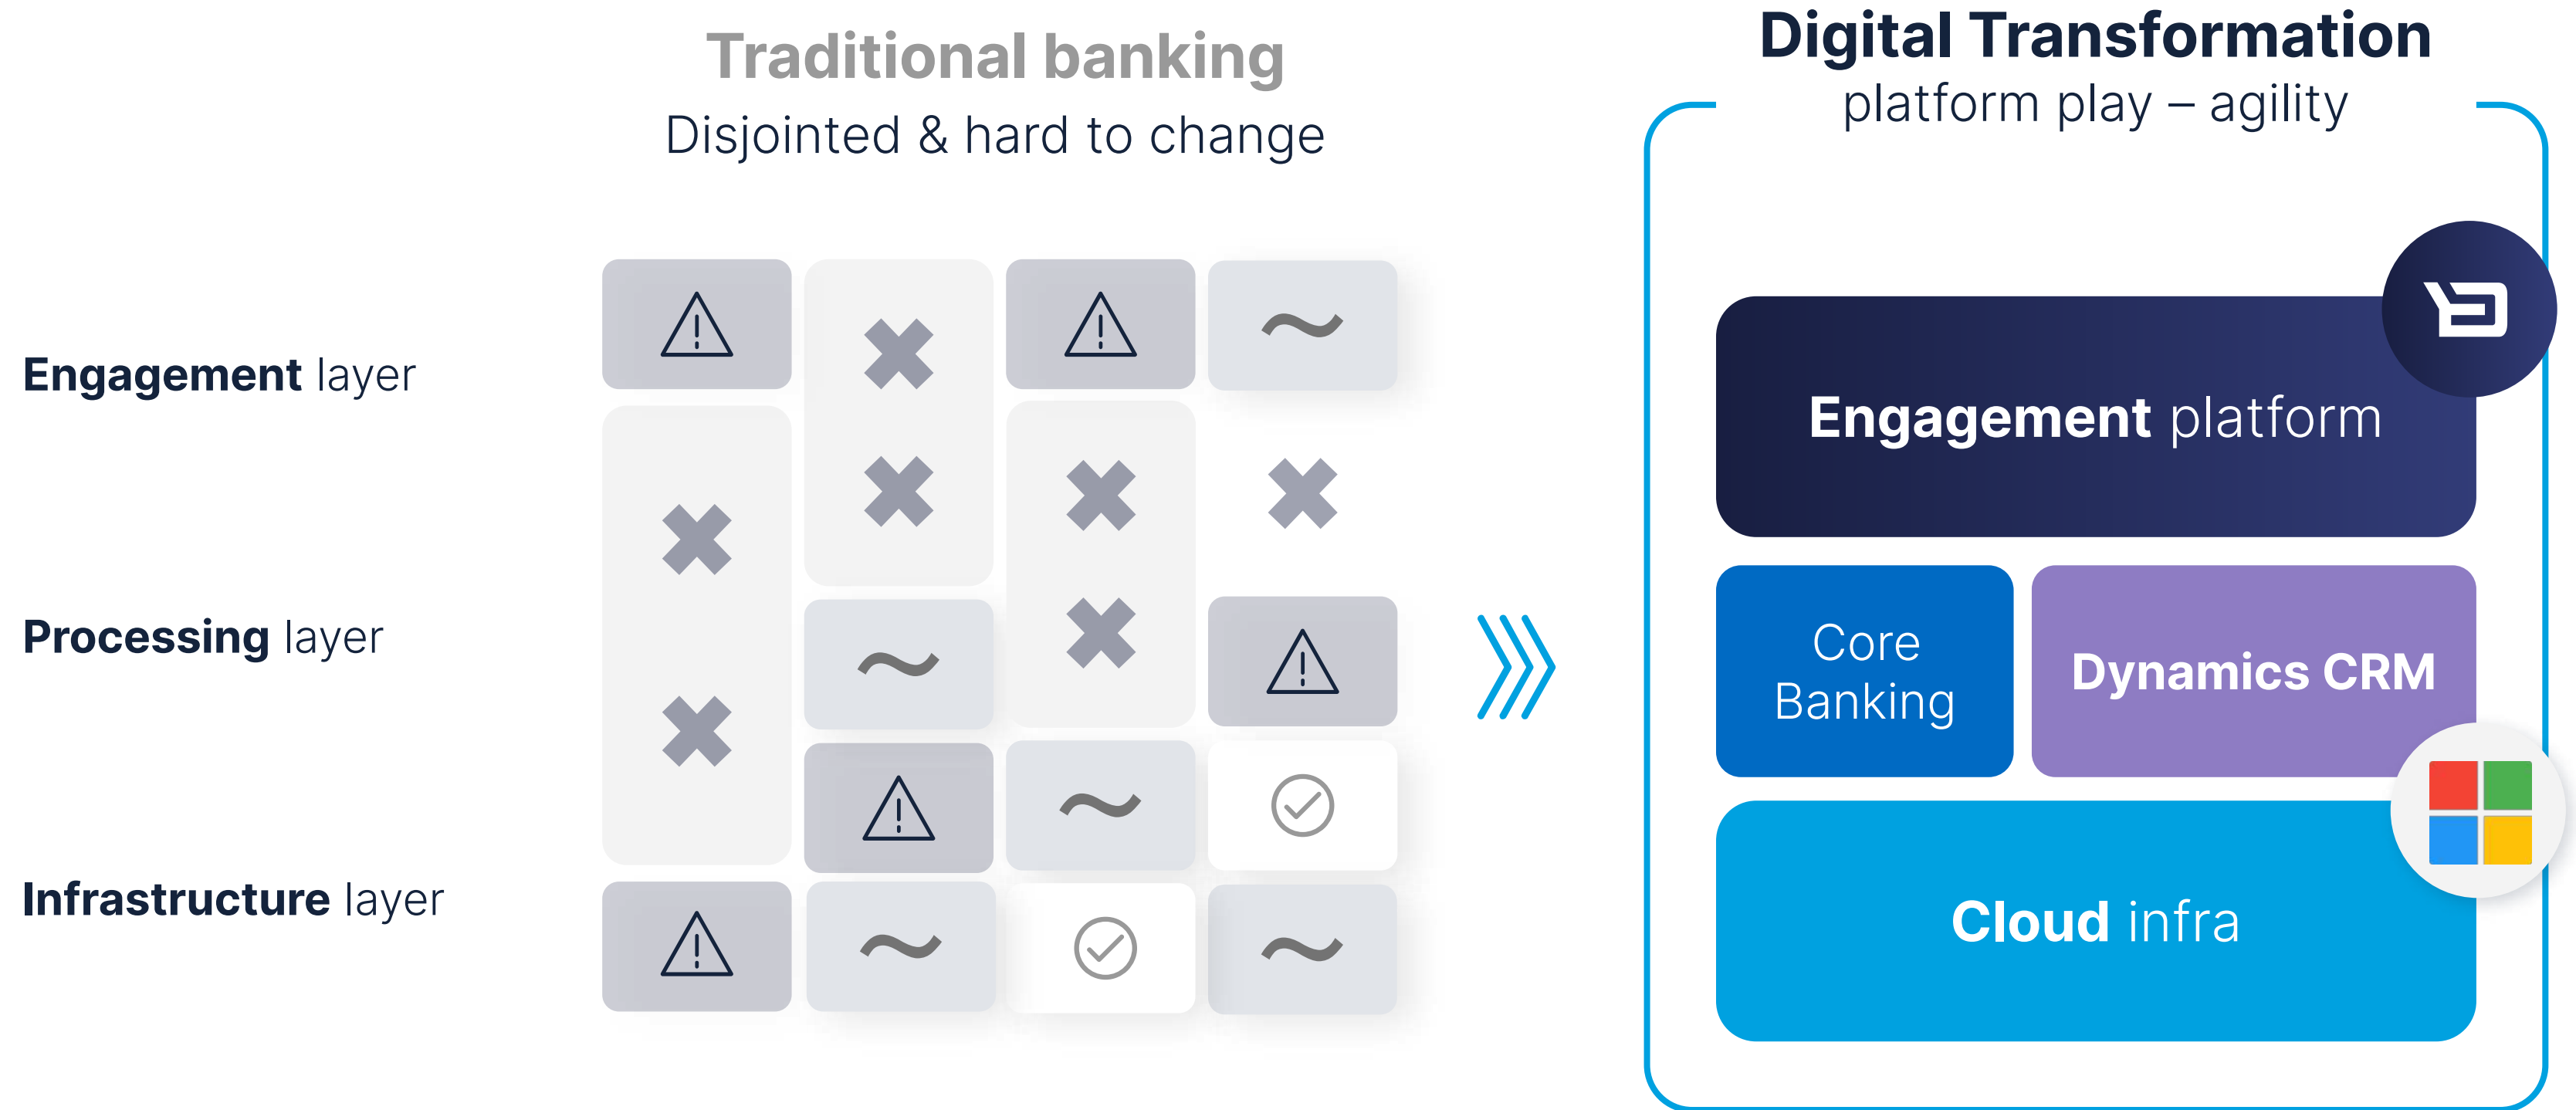 Traditional banking
Disjointed & hard to change
Digital Transformation
platform play – agility
Engagement layer
Processing layer
Infrastructure layer
Engagement platform
Core
Banking
Dynamics CRM
Cloud infra